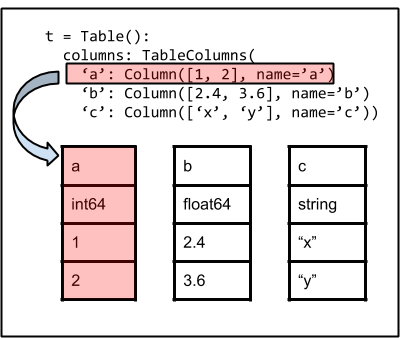 t = Table():
columns: TableColumns(
‘a’: Column([1, 2], name=’a’)
‘b’: Column([2.4, 3.6], name=’b’)
‘c’: Column([‘x’, ‘y’], name=’c’))
a b c
int64 float64 string
1 2.4 “x”
2 3.6 “y”